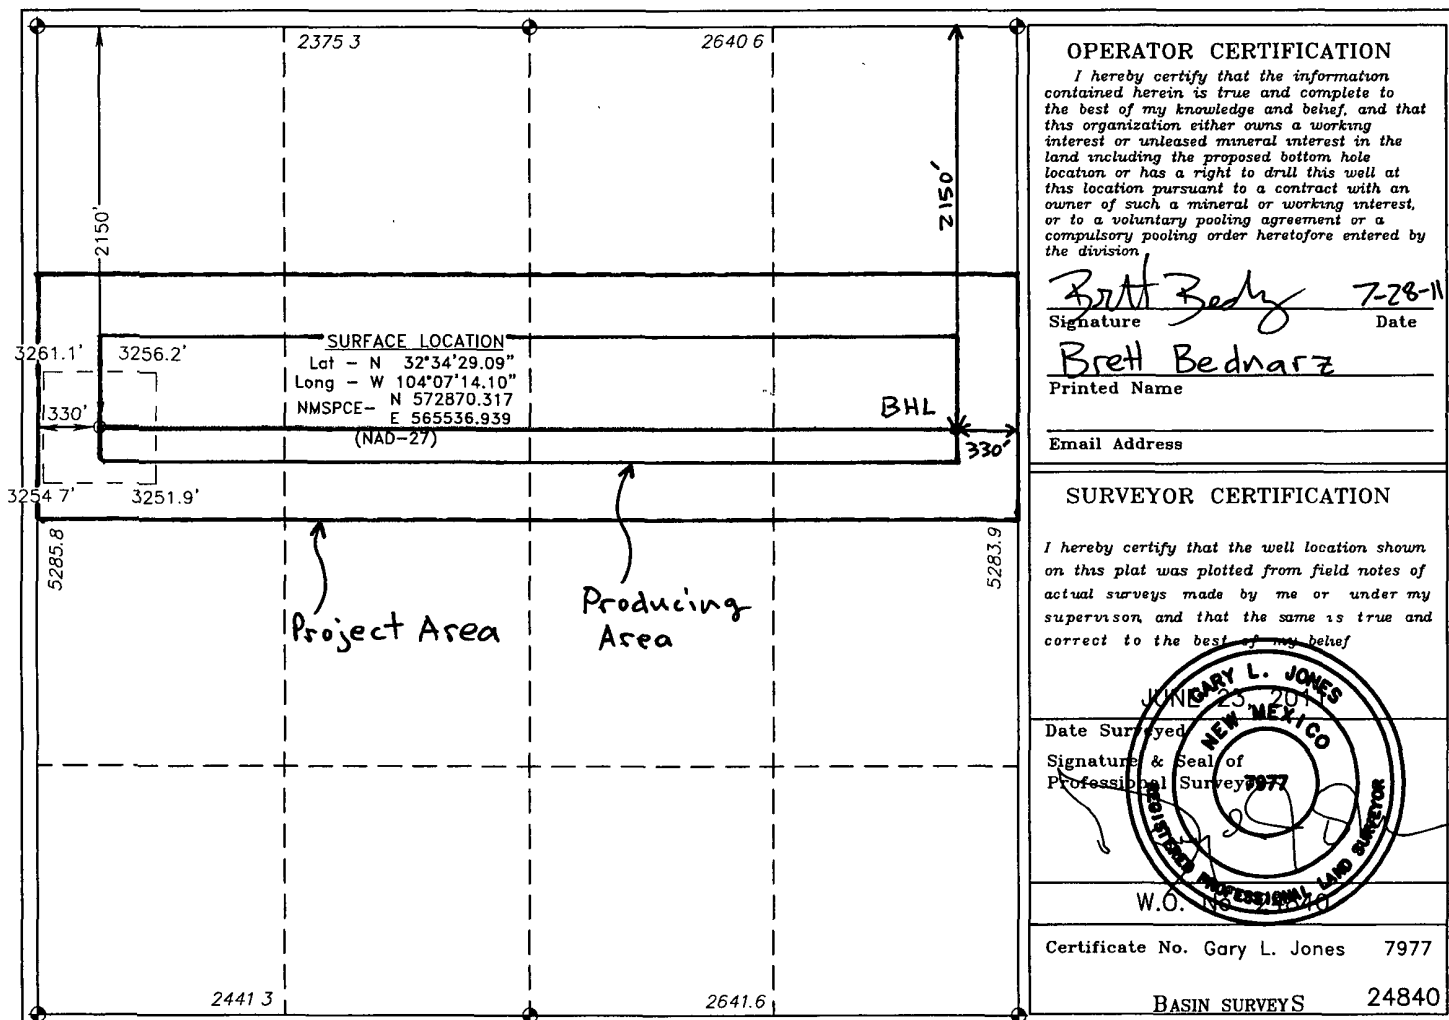 2375 3
2640 6
2150'
2150'
3261.1'
3256.2'
SURFACE LOCATION
Lat - N 32°34'29.09"
Long - W 104°07'14.10"
NMSPCE- N 572870.317
E 565536.939
(NAD-27)
BHL
330'
330'
3254 7'
3251.9'
5285.8
5283.9
Project Area
Producing
Area
2441 3
2641.6
OPERATOR CERTIFICATION
I hereby certify that the information
contained herein is true and complete to
the best of my knowledge and belief, and that
this organization either owns a working
interest or unleased mineral interest in the
land including the proposed bottom hole
location or has a right to drill this well at
this location pursuant to a contract with an
owner of such a mineral or working interest,
or to a voluntary pooling agreement or a
compulsory pooling order heretofore entered by
the division
7-28-11
Signature Date
Brett Bednarz
Printed Name
Email Address
SURVEYOR CERTIFICATION
I hereby certify that the well location shown
on this plat was plotted from field notes of
actual surveys made by me or under my
supervison, and that the same is true and
correct to the best of my belief
JUNE 23, 2011
Date Surveyed
Signature & Seal of
Professional Surveyor
GARY L. JONES
NEW MEXICO
7977
REGISTERED PROFESSIONAL LAND SURVEYOR
W.O. No. 24840
Certificate No. Gary L. Jones 7977
BASIN SURVEYS 24840